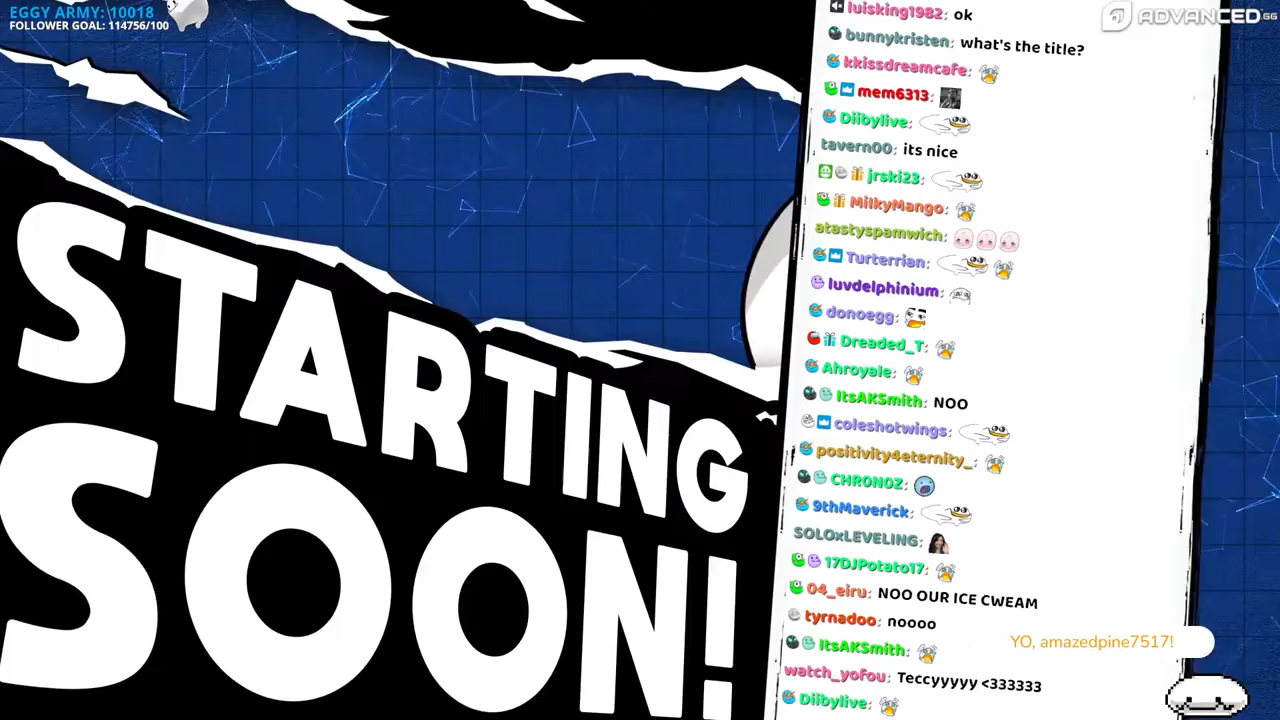 EGGY ARMY: 10018
FOLLOWER GOAL: 114756/100
ADVANCED.GG
STARTING
SOON!
luisking1982: ok
bunnykristen: what's the title?
kkissdreamcafe:
mem6313:
Diibylive:
tavern00: its nice
jrski23:
MilkyMango:
atastyspamwich:
Turterrian:
luvdelphinium:
donoegg:
Dreaded_T:
Ahroyale:
ItsAKSmith: NOO
coleshotwings:
positivity4eternity_:
CHR0N0Z:
9thMaverick:
SOLOxLEVELING:
17DJPotato17:
04_eiru: NOO OUR ICE CWEAM
tyrnadoo: noooo
ItsAKSmith:
watch_yofou: Teccyyyyy <333333
Diibylive:
YO, amazedpine7517!